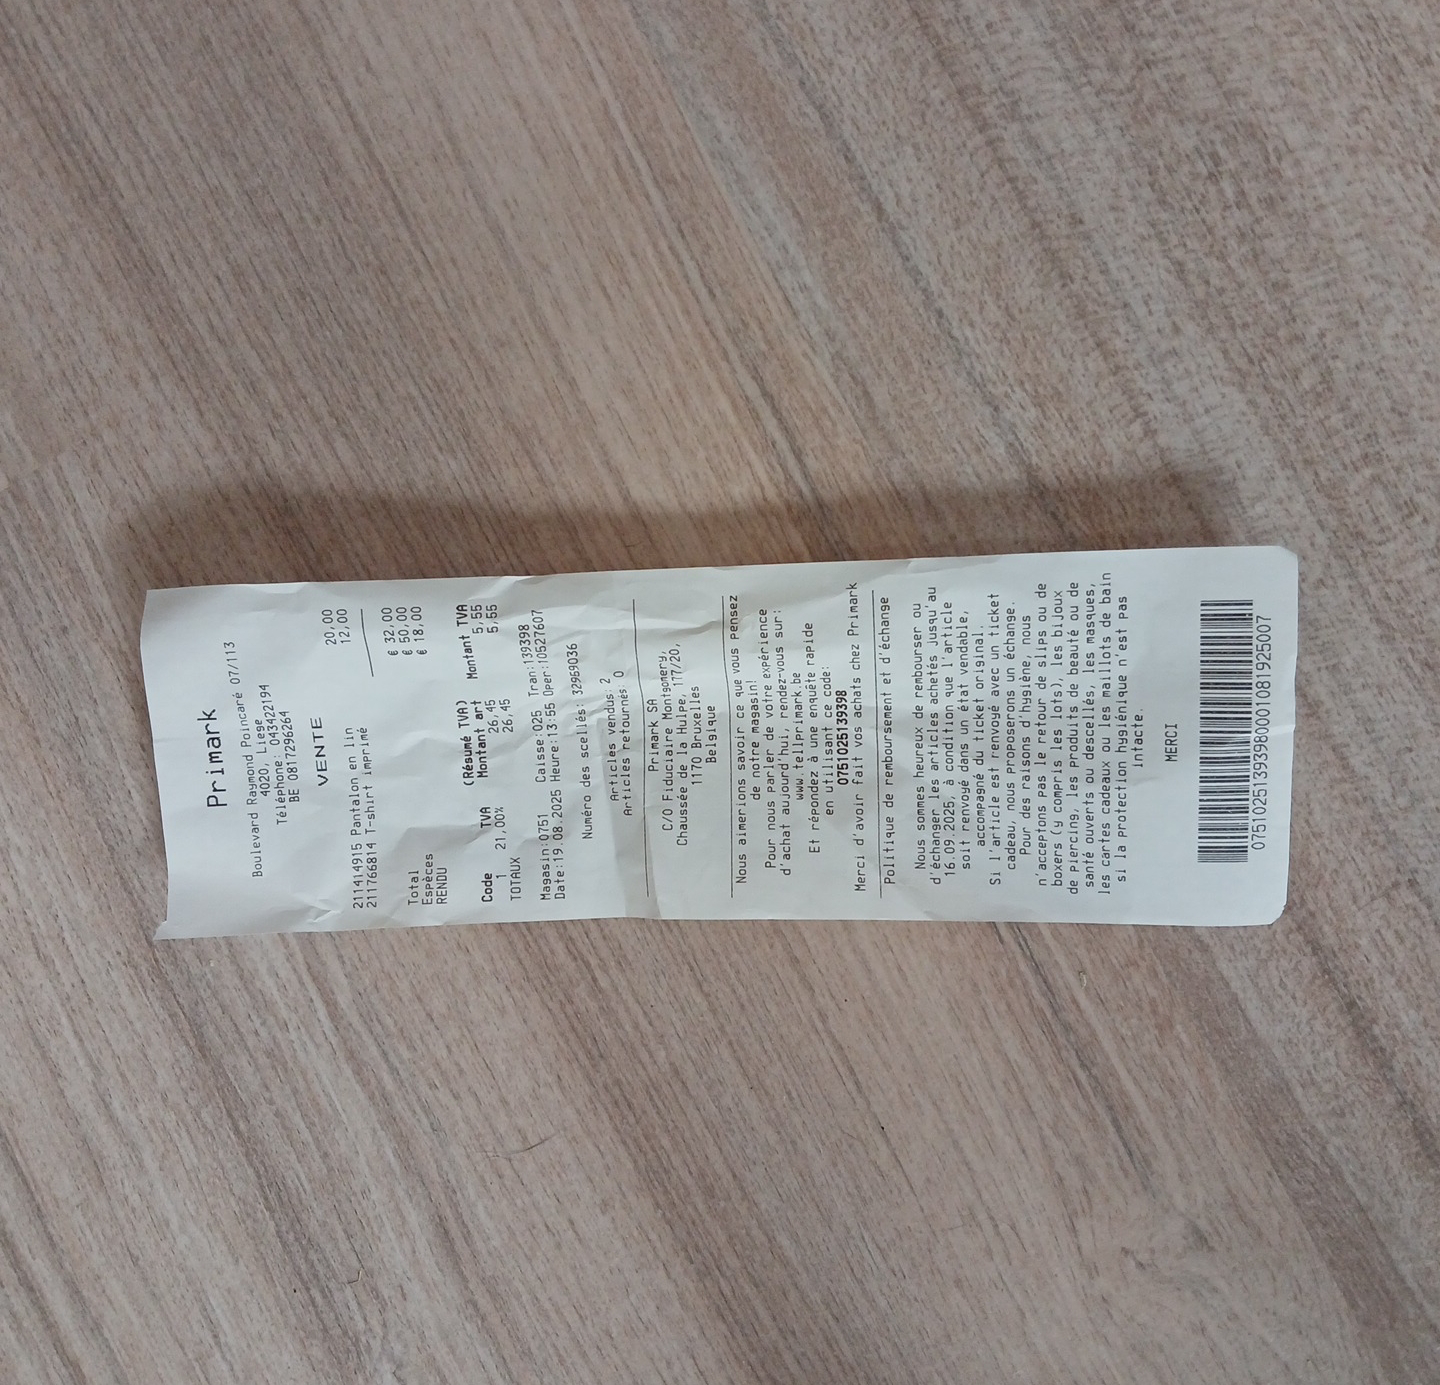 Primark
Boulevard Raymond Poincaré 07/113
4020, Liege
Téléphone: 043422194
BE 0817296264
VENTE
211414915 Pantalon en lin 20,00
211766814 T-shirt imprimé 12,00
Total € 32,00
Espèces € 50,00
RENDU € 18,00
(Résumé TVA)
Code TVA Montant art Montant TVA
1 21,00% 26,45 5,55
TOTAUX 26,45 5,55
Magasin:0751 Caisse:025 Tran:139398
Date:19.08.2025 Heure:13:55 Oper:10527607
Numéro des scellés: 32959036
Articles vendus: 2
Articles retournés: 0
Primark SA
C/O Fiduciaire Montgomery,
Chaussée de la Hulpe, 177/20,
1170 Bruxelles
Belgique
Nous aimerions savoir ce que vous pensez
de notre magasin!
Pour nous parler de votre expérience
d'achat aujourd'hui, rendez-vous sur:
www.tellprimark.be
Et répondez à une enquête rapide
en utilisant ce code:
0751025139398
Merci d'avoir fait vos achats chez Primark
Politique de remboursement et d'échange
Nous sommes heureux de rembourser ou
d'échanger les articles achetés jusqu'au
16.09.2025, à condition que l'article
soit renvoyé dans un état vendable,
accompagné du ticket original.
Si l'article est renvoyé avec un ticket
cadeau, nous proposerons un échange.
Pour des raisons d'hygiène, nous
n'acceptons pas le retour de slips ou de
boxers (y compris les lots), les bijoux
de piercing, les produits de beauté ou de
santé ouverts ou descellés, les masques,
les cartes cadeaux ou les maillots de bain
si la protection hygiénique n'est pas
intacte.
MERCI
0751025139398000108192​5007